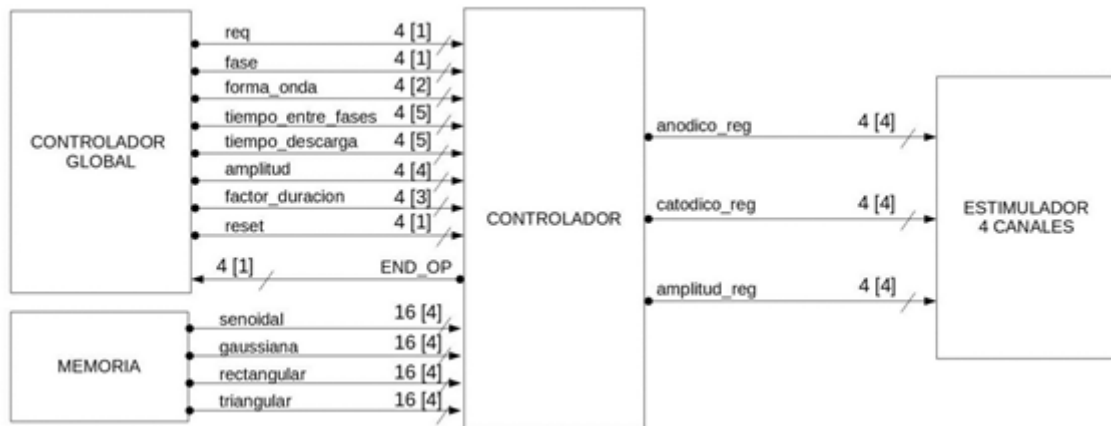 CONTROLADOR
GLOBAL
req 4 [1]
fase 4 [1]
forma_onda 4 [2]
tiempo_entre_fases 4 [5]
tiempo_descarga 4 [5]
amplitud 4 [4]
factor_duracion 4 [3]
reset 4 [1]
4 [1] END_OP
MEMORIA
senoidal 16 [4]
gaussiana 16 [4]
rectangular 16 [4]
triangular 16 [4]
CONTROLADOR
anodico_reg 4 [4]
catodico_reg 4 [4]
amplitud_reg 4 [4]
ESTIMULADOR
4 CANALES